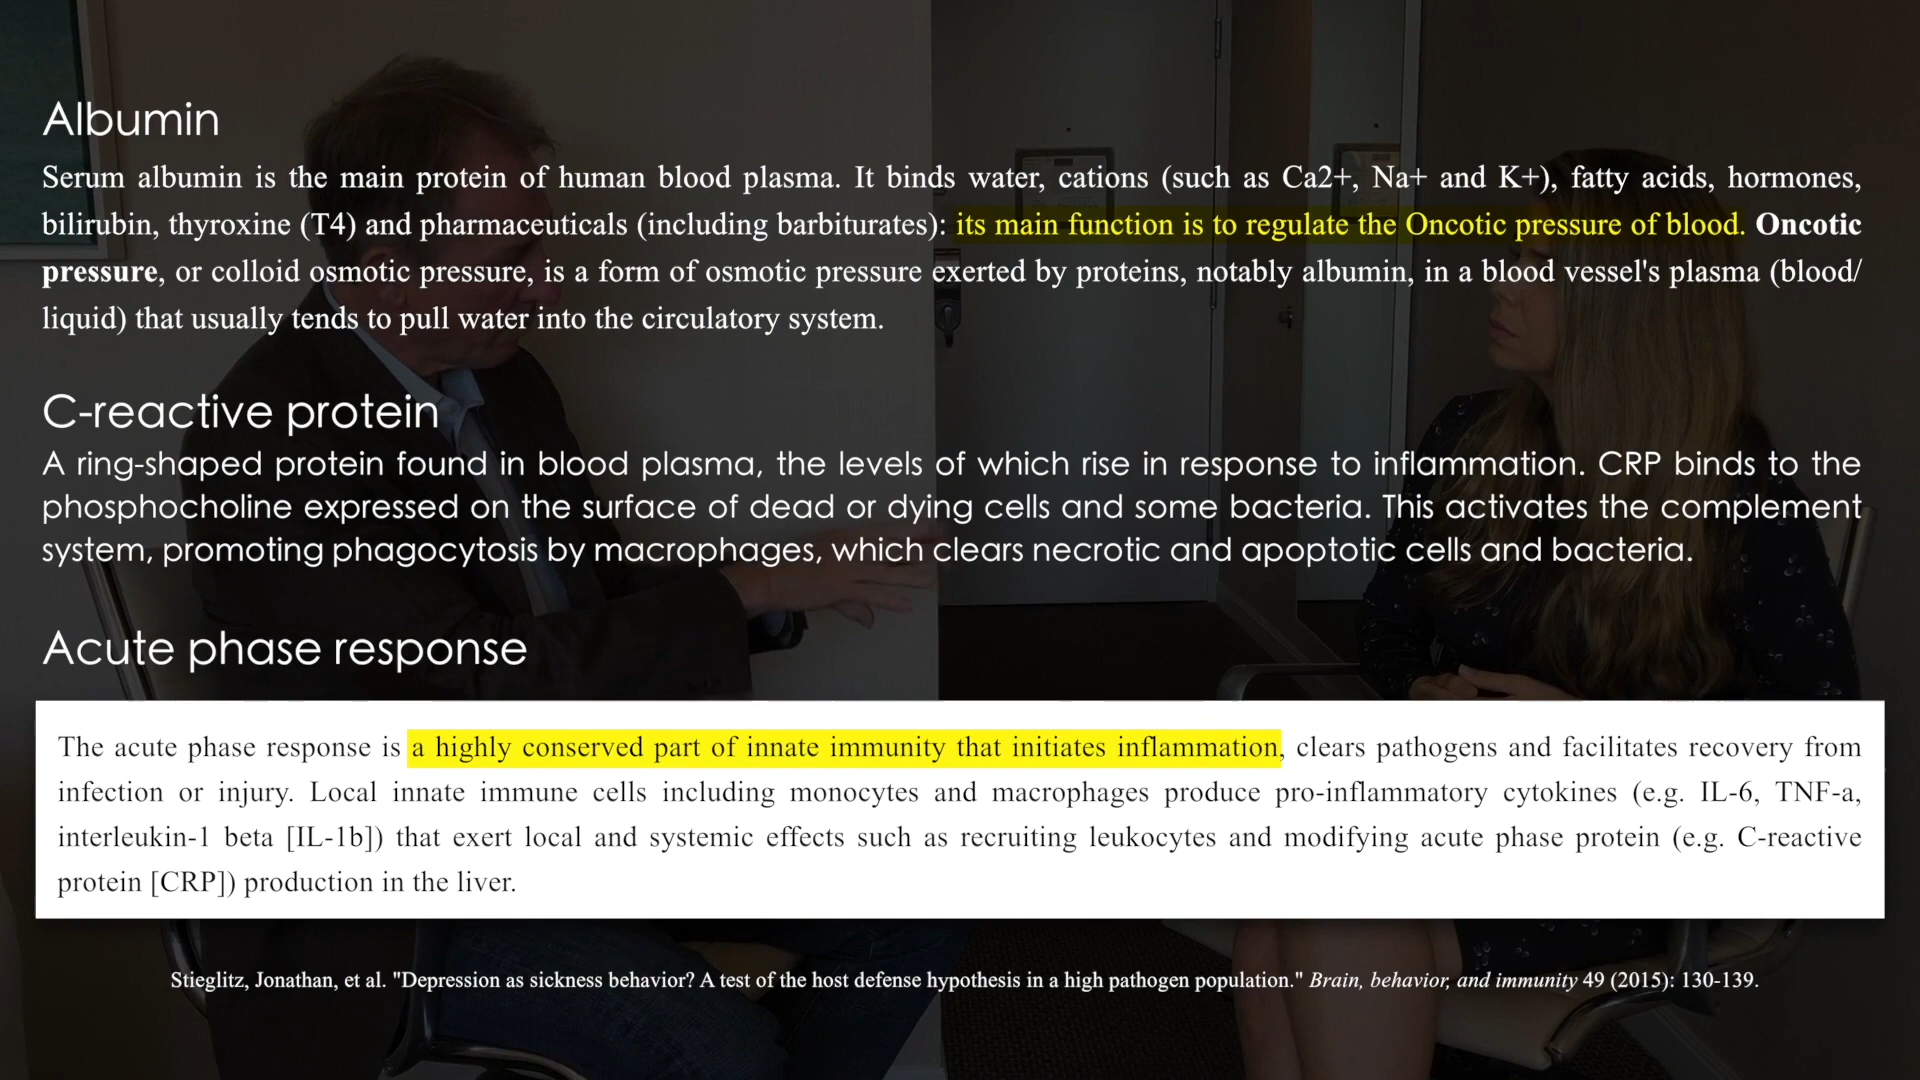 Albumin
Serum albumin is the main protein of human blood plasma. It binds water, cations (such as Ca2+, Na+ and K+), fatty acids, hormones,
bilirubin, thyroxine (T4) and pharmaceuticals (including barbiturates): its main function is to regulate the Oncotic pressure of blood. Oncotic
pressure, or colloid osmotic pressure, is a form of osmotic pressure exerted by proteins, notably albumin, in a blood vessel's plasma (blood/
liquid) that usually tends to pull water into the circulatory system.
C-reactive protein
A ring-shaped protein found in blood plasma, the levels of which rise in response to inflammation. CRP binds to the
phosphocholine expressed on the surface of dead or dying cells and some bacteria. This activates the complement
system, promoting phagocytosis by macrophages, which clears necrotic and apoptotic cells and bacteria.
Acute phase response
The acute phase response is a highly conserved part of innate immunity that initiates inflammation, clears pathogens and facilitates recovery from
infection or injury. Local innate immune cells including monocytes and macrophages produce pro-inflammatory cytokines (e.g. IL-6, TNF-a,
interleukin-1 beta [IL-1b]) that exert local and systemic effects such as recruiting leukocytes and modifying acute phase protein (e.g. C-reactive
protein [CRP]) production in the liver.
Stieglitz, Jonathan, et al. "Depression as sickness behavior? A test of the host defense hypothesis in a high pathogen population." Brain, behavior, and immunity 49 (2015): 130-139.